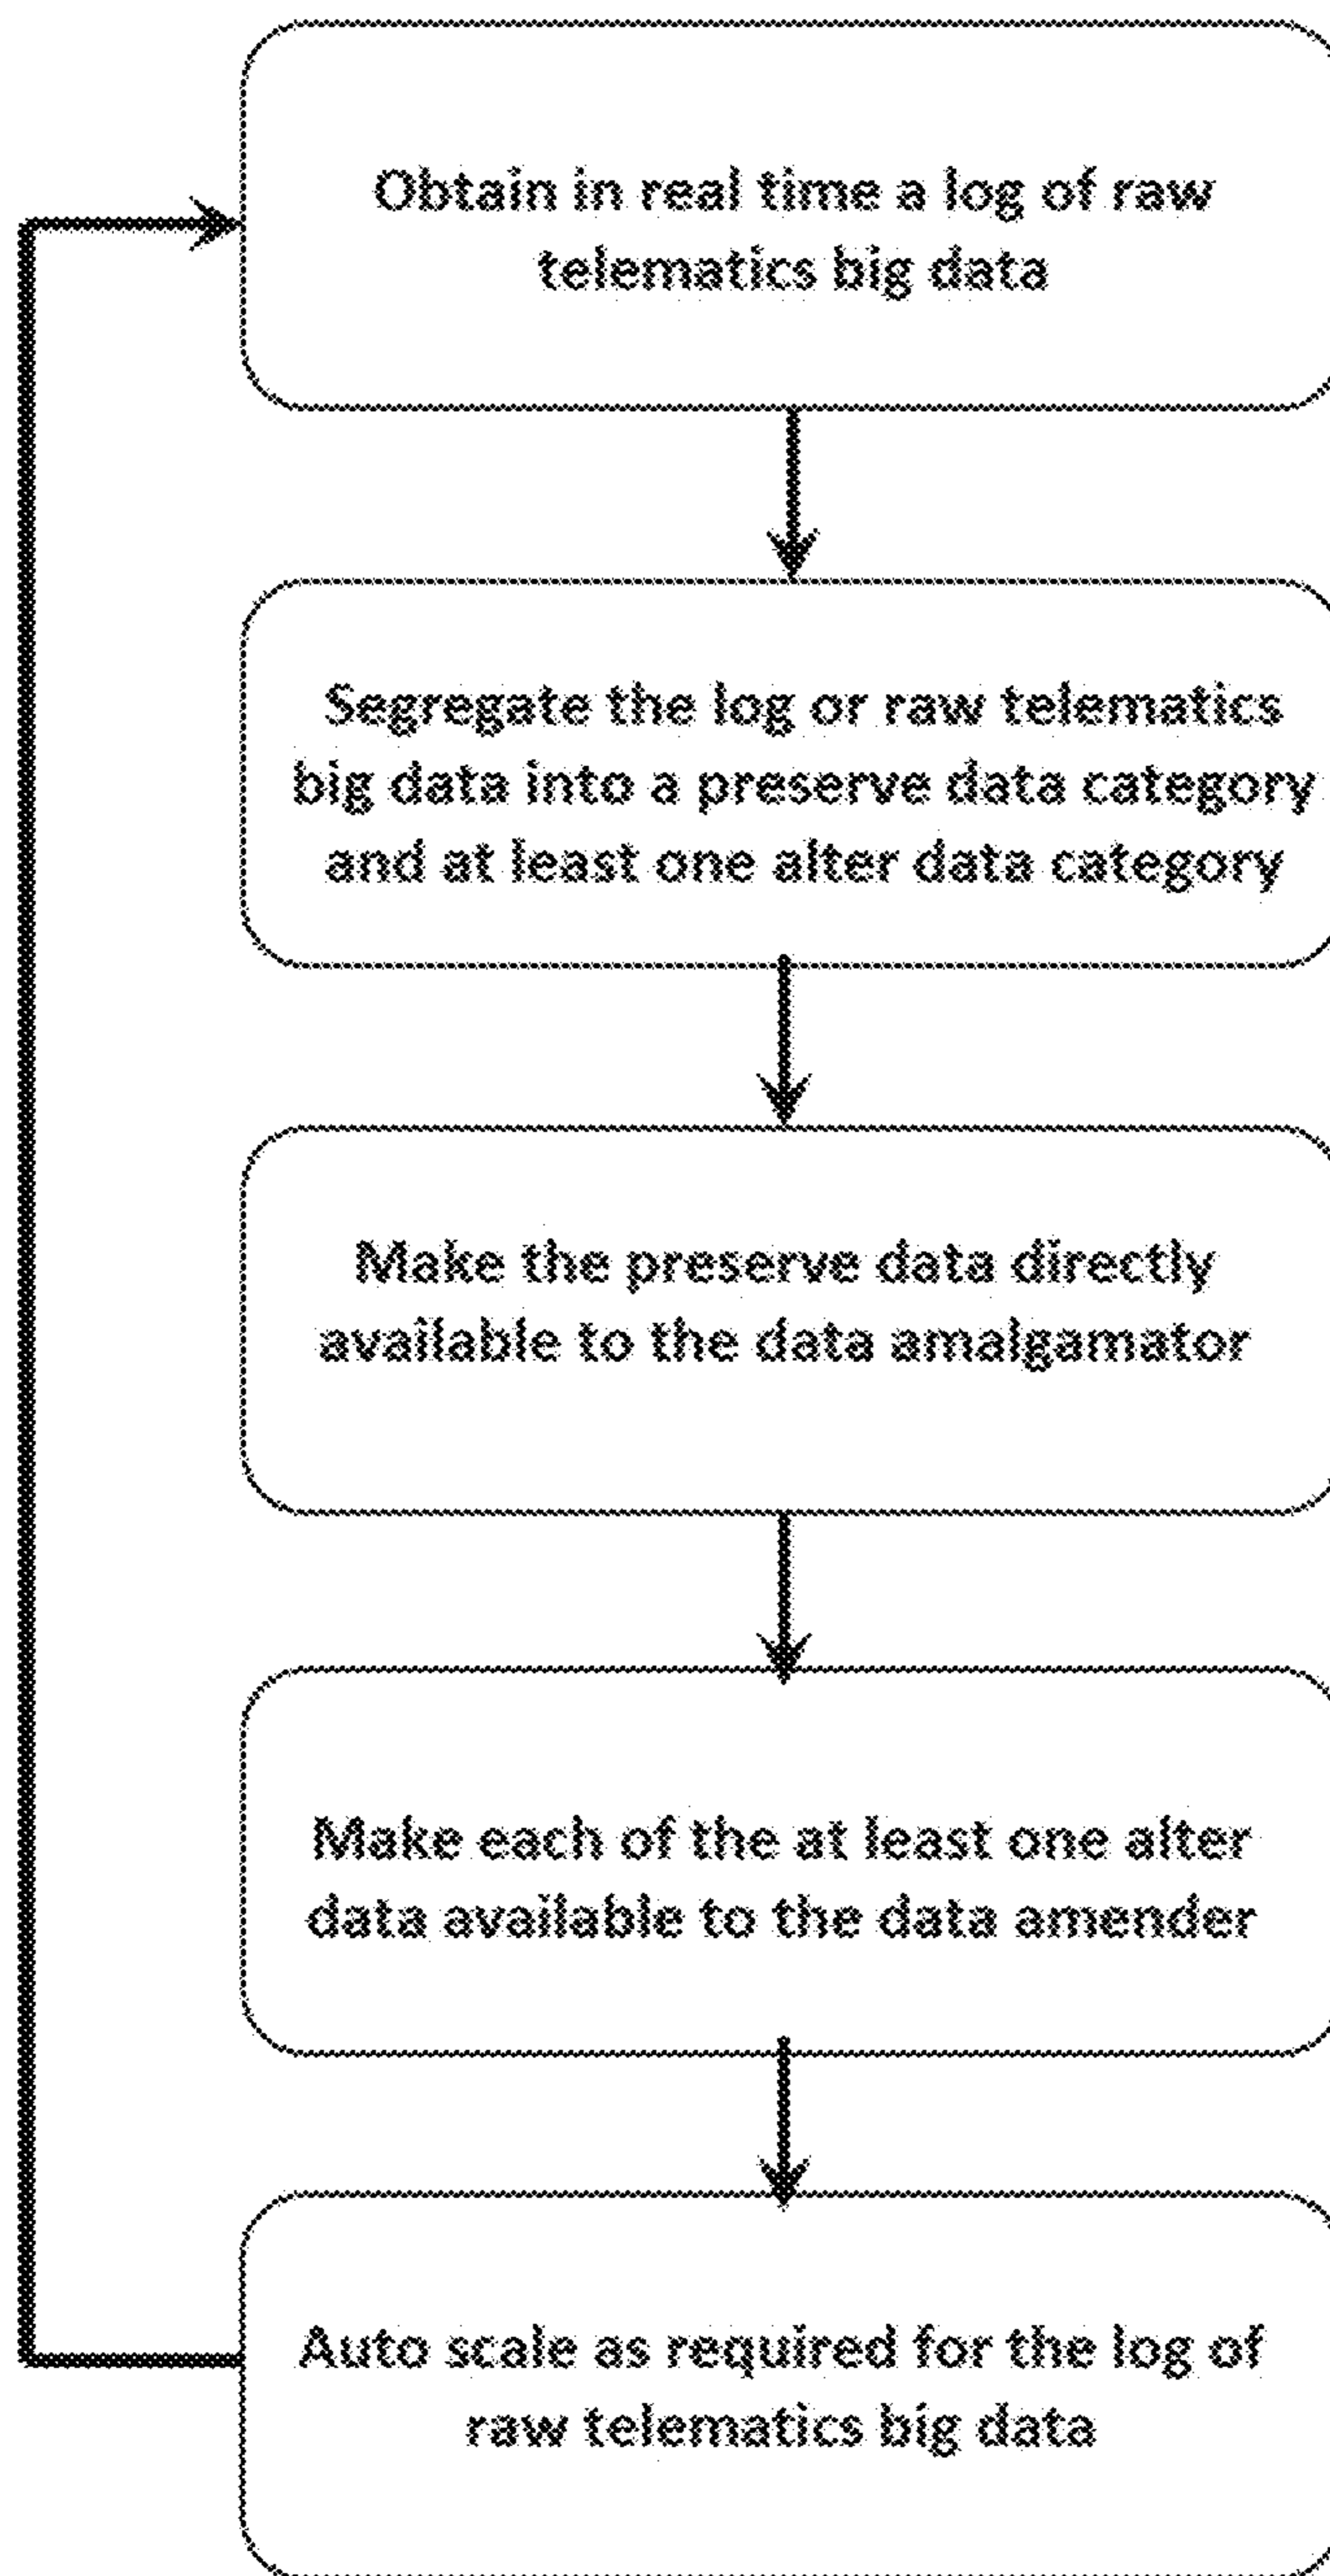 Obtain in real time a log of raw
telematics big data
Segregate the log or raw telematics
big data into a preserve data category
and at least one alter data category
Make the preserve data directly
available to the data amalgamator
Make each of the at least one alter
data available to the data amender
Auto scale as required for the log of
raw telematics big data